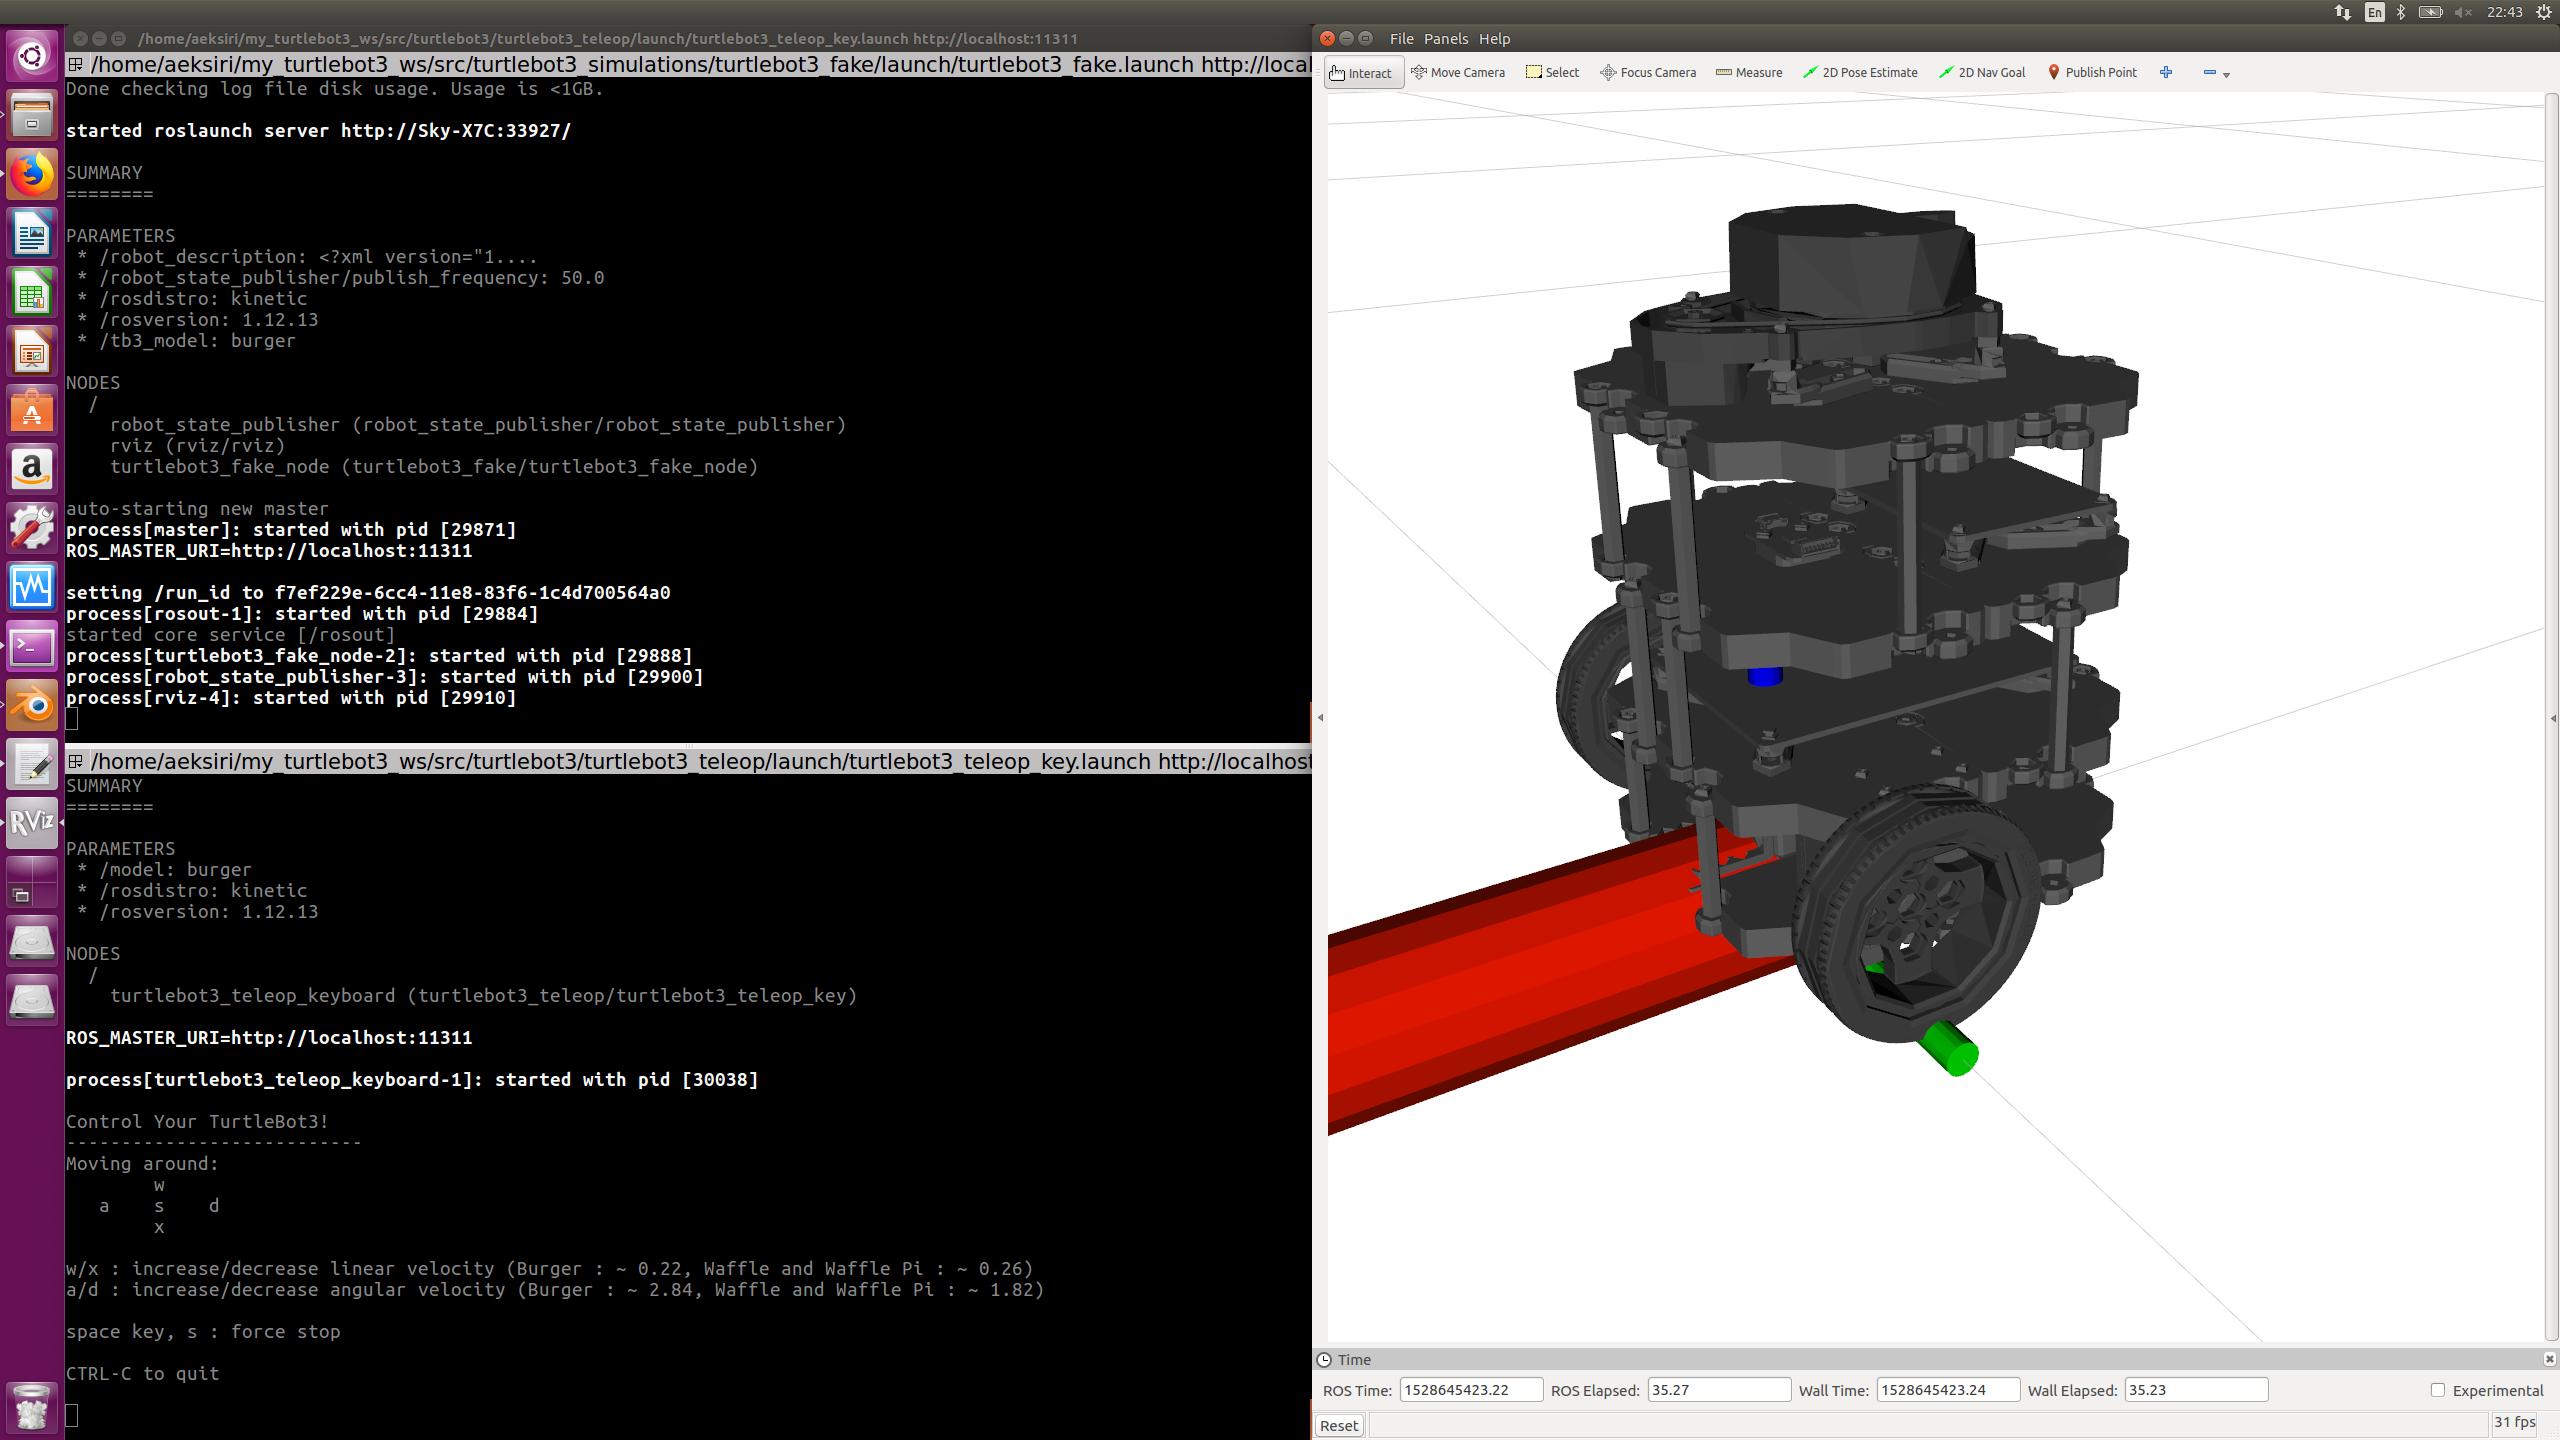 En 22:43
/home/aeksiri/my_turtlebot3_ws/src/turtlebot3/turtlebot3_teleop/launch/turtlebot3_teleop_key.launch http://localhost:11311
/home/aeksiri/my_turtlebot3_ws/src/turtlebot3_simulations/turtlebot3_fake/launch/turtlebot3_fake.launch http://local
Done checking log file disk usage. Usage is <1GB.
started roslaunch server http://Sky-X7C:33927/
SUMMARY
========
PARAMETERS
* /robot_description: <?xml version="1....
* /robot_state_publisher/publish_frequency: 50.0
* /rosdistro: kinetic
* /rosversion: 1.12.13
* /tb3_model: burger
NODES
/
robot_state_publisher (robot_state_publisher/robot_state_publisher)
rviz (rviz/rviz)
turtlebot3_fake_node (turtlebot3_fake/turtlebot3_fake_node)
auto-starting new master
process[master]: started with pid [29871]
ROS_MASTER_URI=http://localhost:11311
setting /run_id to f7ef229e-6cc4-11e8-83f6-1c4d700564a0
process[rosout-1]: started with pid [29884]
started core service [/rosout]
process[turtlebot3_fake_node-2]: started with pid [29888]
process[robot_state_publisher-3]: started with pid [29900]
process[rviz-4]: started with pid [29910]
/home/aeksiri/my_turtlebot3_ws/src/turtlebot3/turtlebot3_teleop/launch/turtlebot3_teleop_key.launch http://localhost
SUMMARY
========
PARAMETERS
* /model: burger
* /rosdistro: kinetic
* /rosversion: 1.12.13
NODES
/
turtlebot3_teleop_keyboard (turtlebot3_teleop/turtlebot3_teleop_key)
ROS_MASTER_URI=http://localhost:11311
process[turtlebot3_teleop_keyboard-1]: started with pid [30038]
Control Your TurtleBot3!
---------------------------
Moving around:
w
a s d
x
w/x : increase/decrease linear velocity (Burger : ~ 0.22, Waffle and Waffle Pi : ~ 0.26)
a/d : increase/decrease angular velocity (Burger : ~ 2.84, Waffle and Waffle Pi : ~ 1.82)
space key, s : force stop
CTRL-C to quit
RViz
File Panels Help
Interact Move Camera Select Focus Camera Measure 2D Pose Estimate 2D Nav Goal Publish Point
Time
ROS Time: 1528645423.22 ROS Elapsed: 35.27 Wall Time: 1528645423.24 Wall Elapsed: 35.23 Experimental
Reset 31 fps